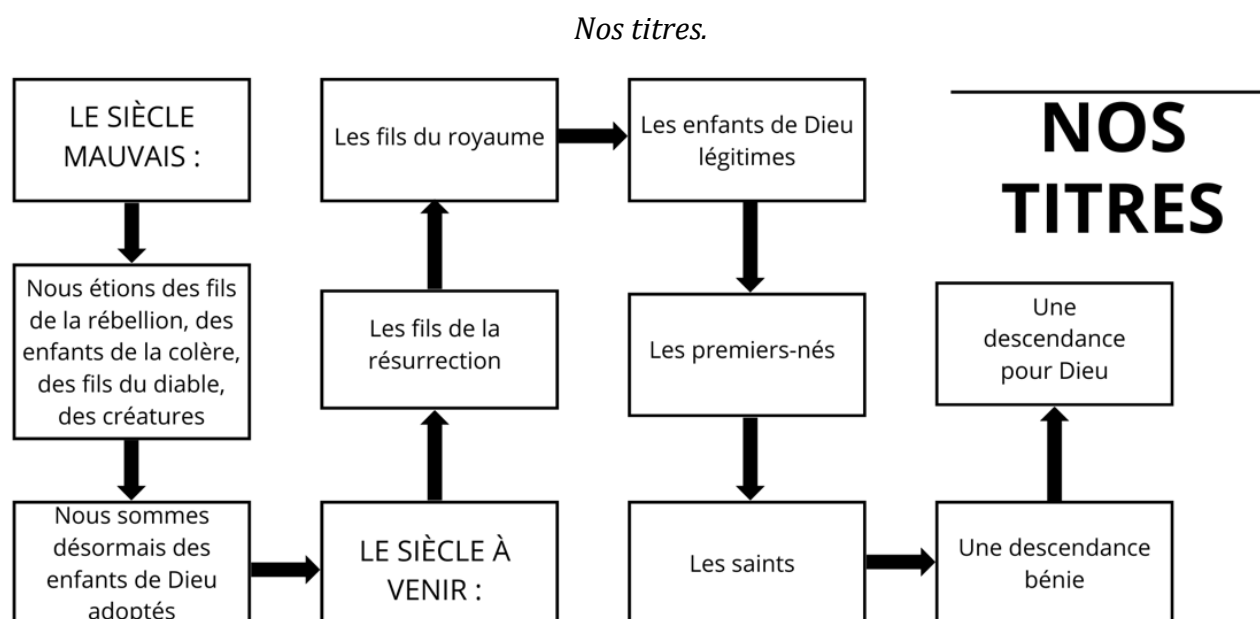 Nos titres.
NOS
TITRES
LE SIÈCLE
MAUVAIS :
Nous étions des fils
de la rébellion, des
enfants de la colère,
des fils du diable,
des créatures
Nous sommes
désormais des
enfants de Dieu
adoptés
LE SIÈCLE À
VENIR :
Les fils de la
résurrection
Les fils du royaume
Les enfants de Dieu
légitimes
Les premiers-nés
Les saints
Une descendance
bénie
Une
descendance
pour Dieu